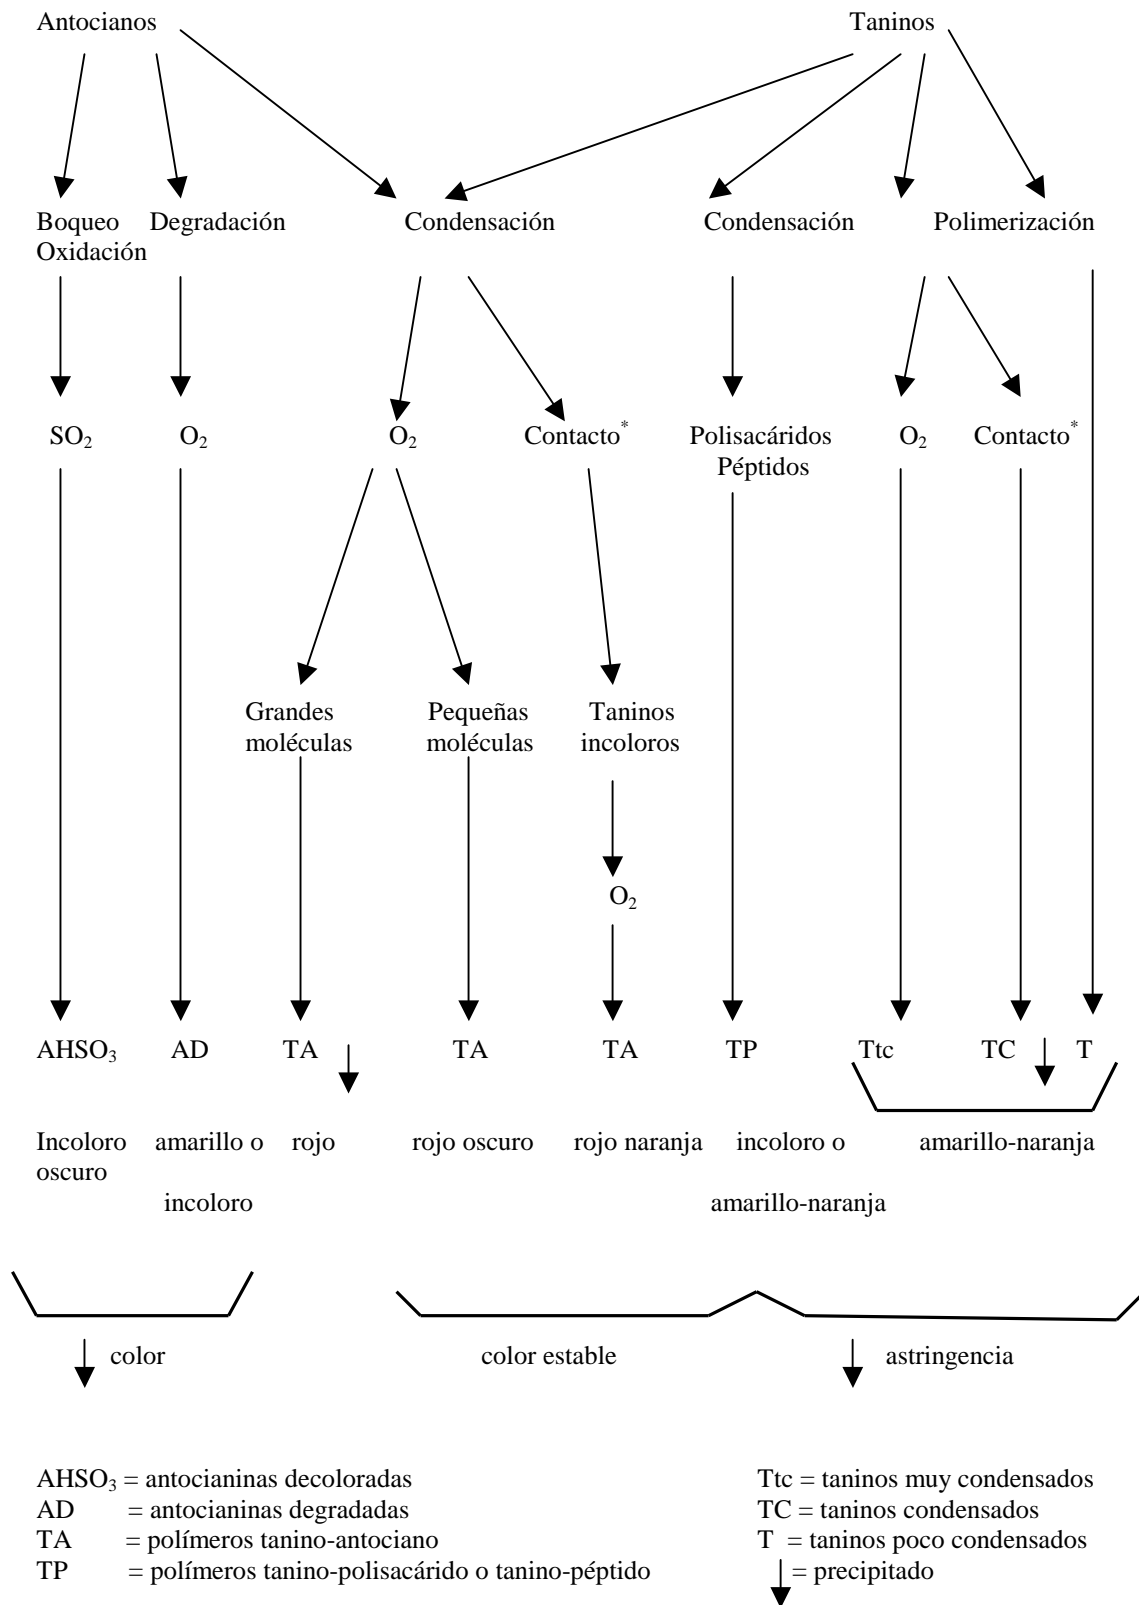 Antocianos Taninos
Boqueo Degradación Condensación Condensación Polimerización
Oxidación
SO₂ O₂ O₂ Contacto* Polisacáridos O₂ Contacto*
Péptidos
Grandes Pequeñas Taninos
moléculas moléculas incoloros
O₂
AHSO₃ AD TA TA TA TP Ttc TC T
Incoloro amarillo o rojo rojo oscuro rojo naranja incoloro o amarillo-naranja
oscuro
incoloro amarillo-naranja
color color estable astringencia
AHSO₃ = antocianinas decoloradas Ttc = taninos muy condensados
AD = antocianinas degradadas TC = taninos condensados
TA = polímeros tanino-antociano T = taninos poco condensados
TP = polímeros tanino-polisacárido o tanino-péptido ↓ = precipitado